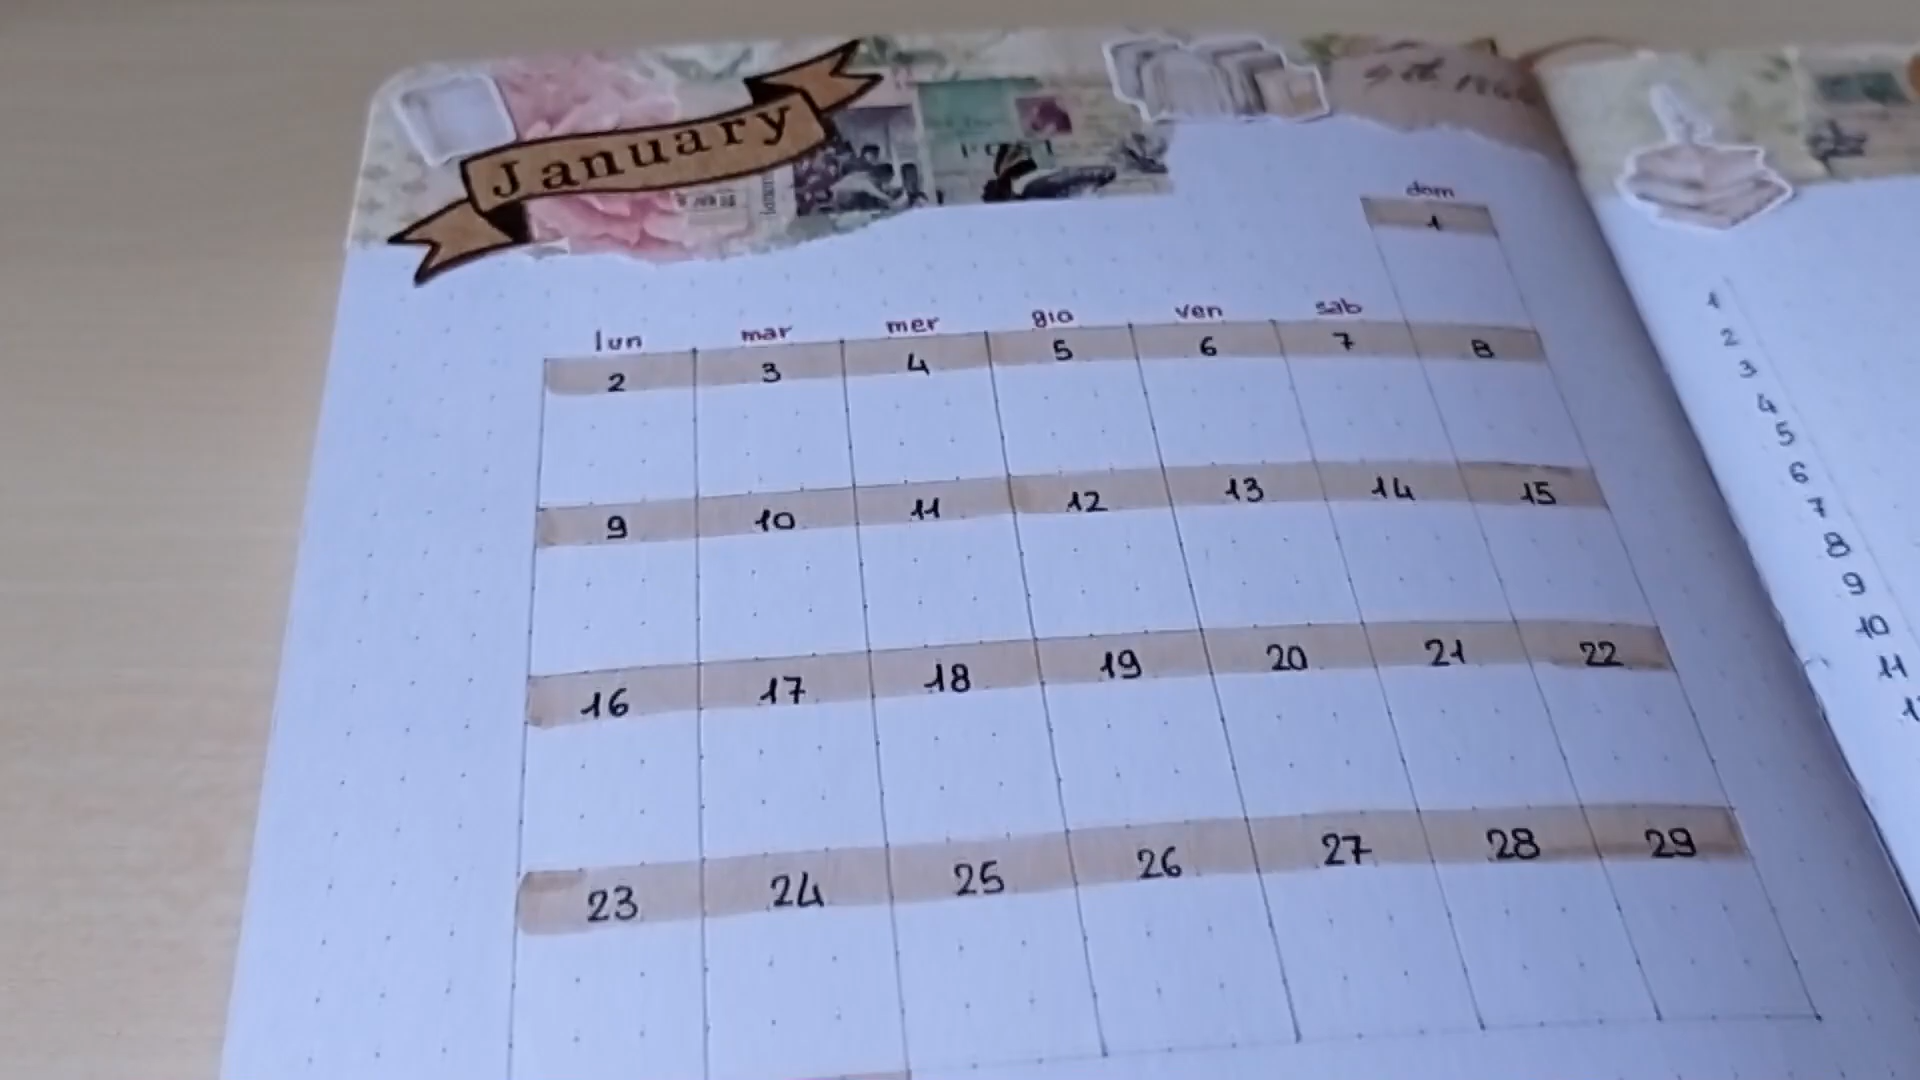 January
POST
dom
1
lun mar mer gio ven sab
2 3 4 5 6 7 8
9 10 11 12 13 14 15
16 17 18 19 20 21 22
23 24 25 26 27 28 29
1
2
3
4
5
6
7
8
9
10
11